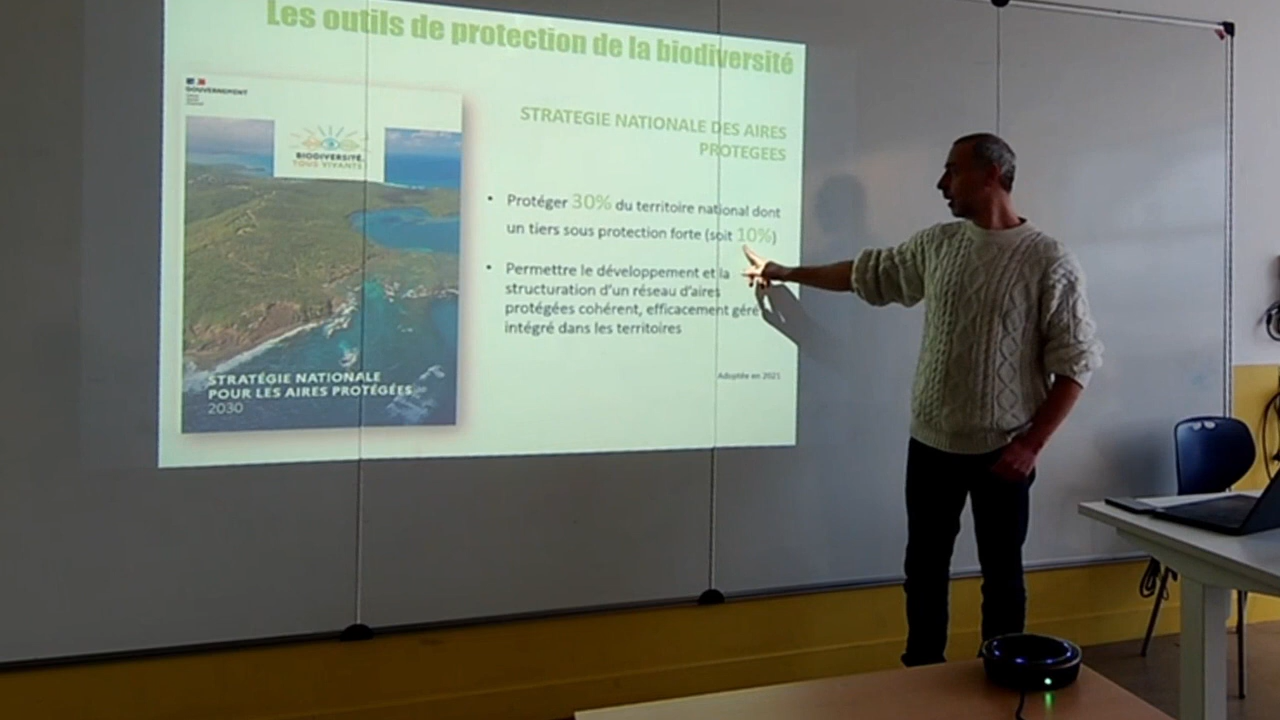 Les outils de protection de la biodiversité
GOUVERNEMENT
BIODIVERSITÉ
TOUS VIVANTS
STRATÉGIE NATIONALE
POUR LES AIRES PROTÉGÉES
2030
STRATEGIE NATIONALE DES AIRES
PROTEGEES
• Protéger 30% du territoire national dont
un tiers sous protection forte (soit 10%)
• Permettre le développement et la
structuration d'un réseau d'aires
protégées cohérent, efficacement géré
intégré dans les territoires
Adoptée en 2021